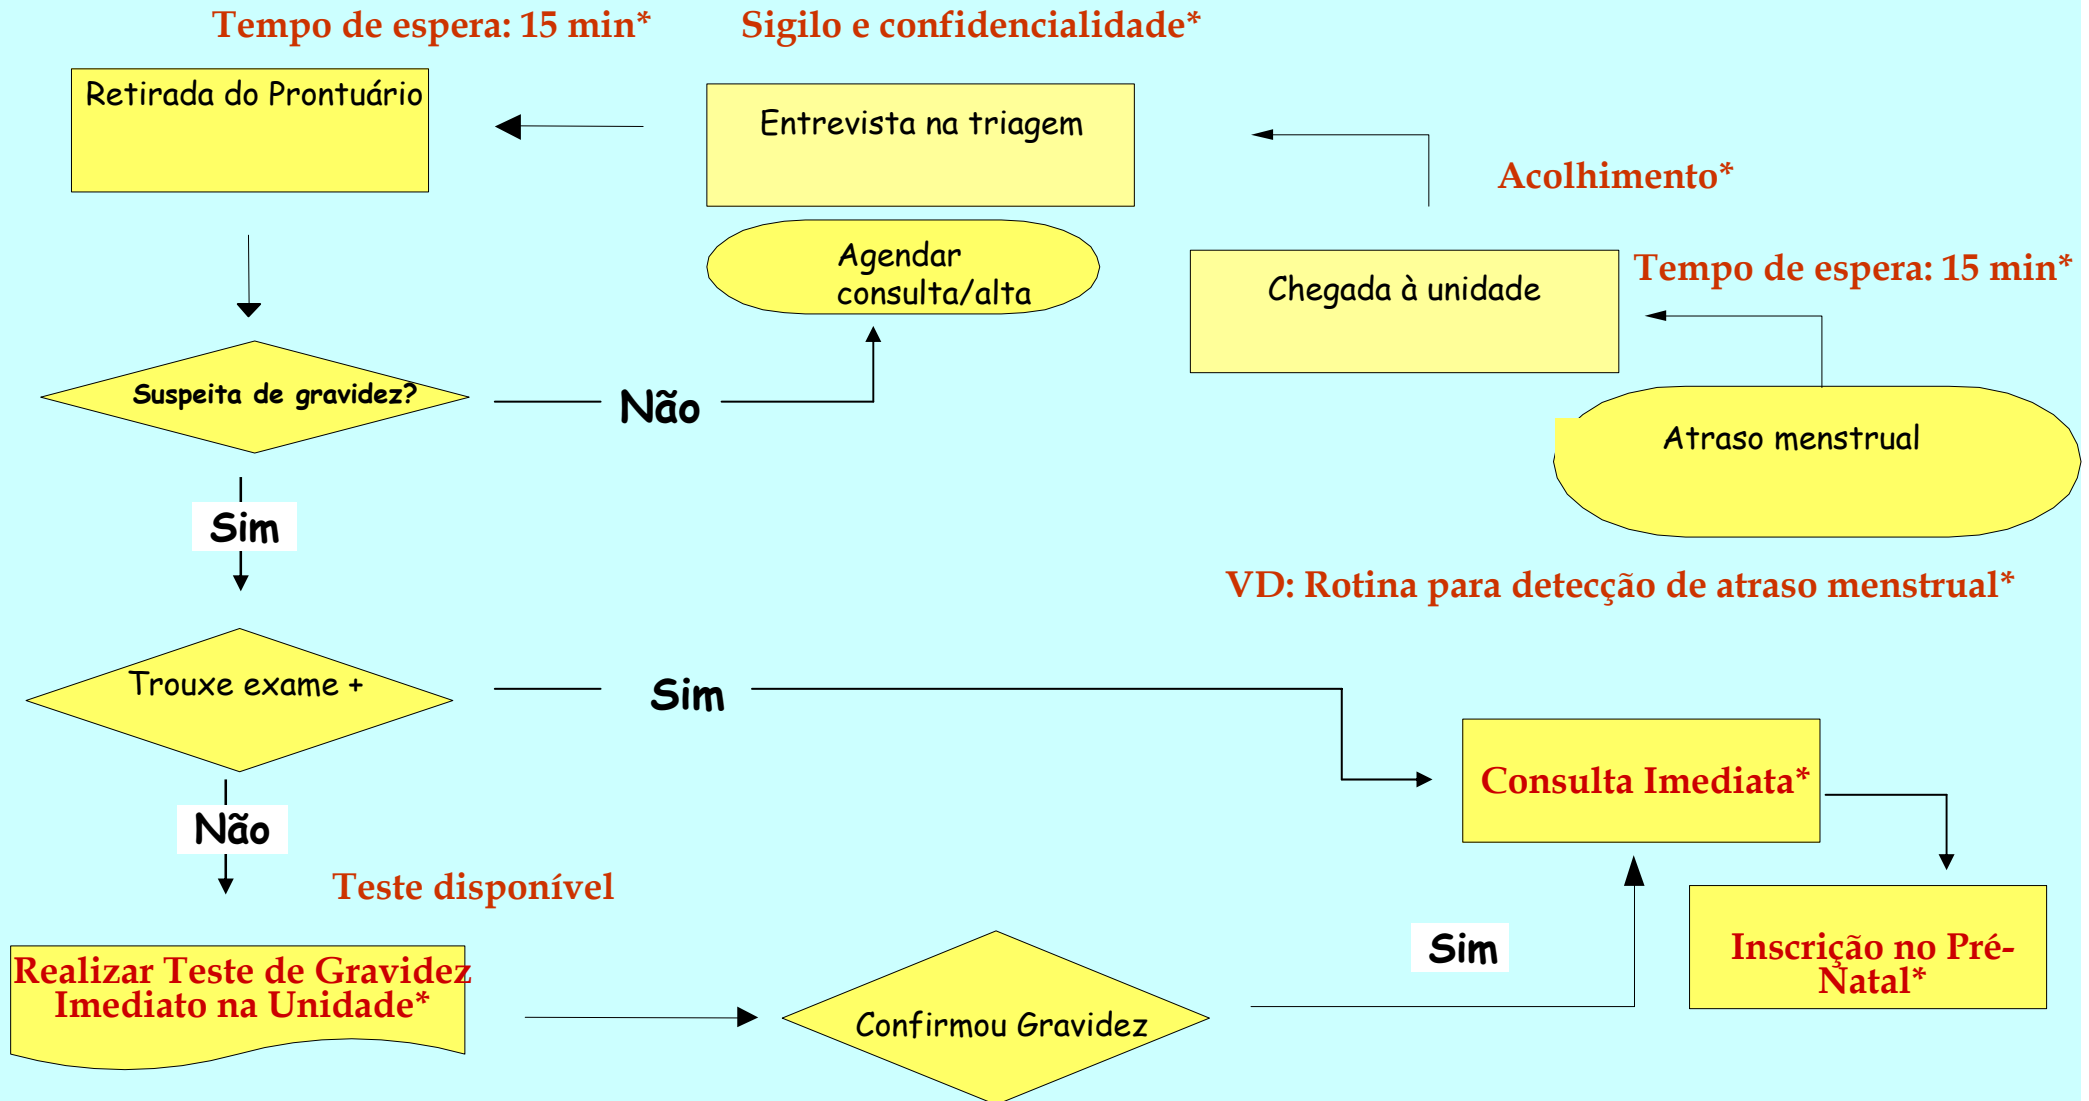 Tempo de espera: 15 min*
Sigilo e confidencialidade*
Retirada do Prontuário
Entrevista na triagem
Acolhimento*
Agendar
consulta/alta
Chegada à unidade
Tempo de espera: 15 min*
Suspeita de gravidez?
Não
Atraso menstrual
Sim
VD: Rotina para detecção de atraso menstrual*
Trouxe exame +
Sim
Consulta Imediata*
Não
Teste disponível
Realizar Teste de Gravidez
Imediato na Unidade*
Confirmou Gravidez
Sim
Inscrição no Pré-
Natal*